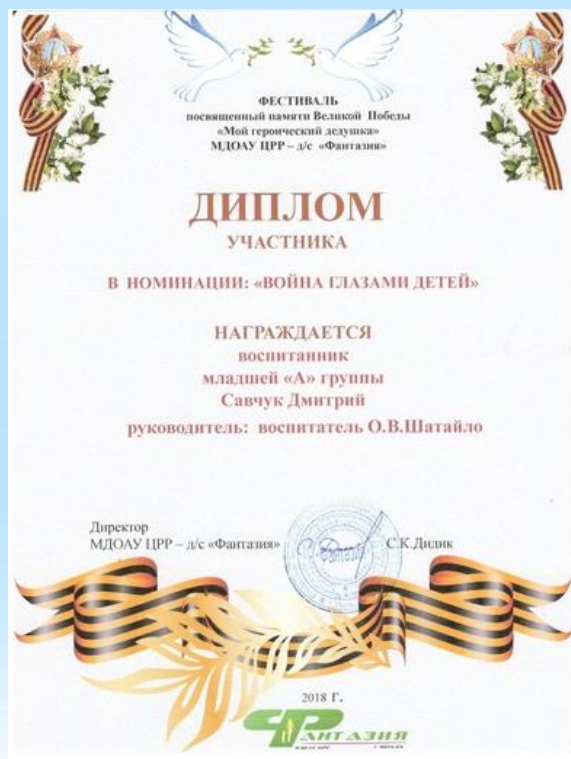 ФЕСТИВАЛЬ
посвященный памяти Великой Победы
«Мой героический дедушка»
МДОАУ ЦРР – д/с «Фантазия»
ДИПЛОМ
УЧАСТНИКА
В НОМИНАЦИИ: «ВОЙНА ГЛАЗАМИ ДЕТЕЙ»
НАГРАЖДАЕТСЯ
воспитанник
младшей «А» группы
Савчук Дмитрий
руководитель: воспитатель О.В.Шатайло
Директор
МДОАУ ЦРР – д/с «Фантазия» С.К.Дидик
Фантазия
2018 Г.
ФАНТАЗИЯ